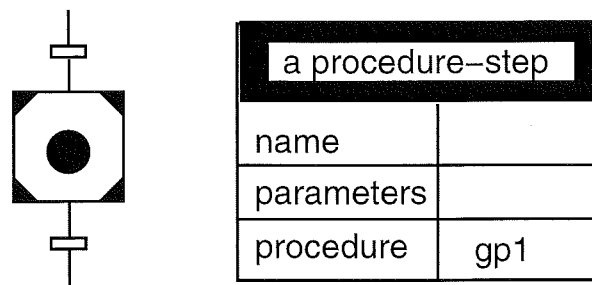 a procedure–step
name
parameters
procedure gp1